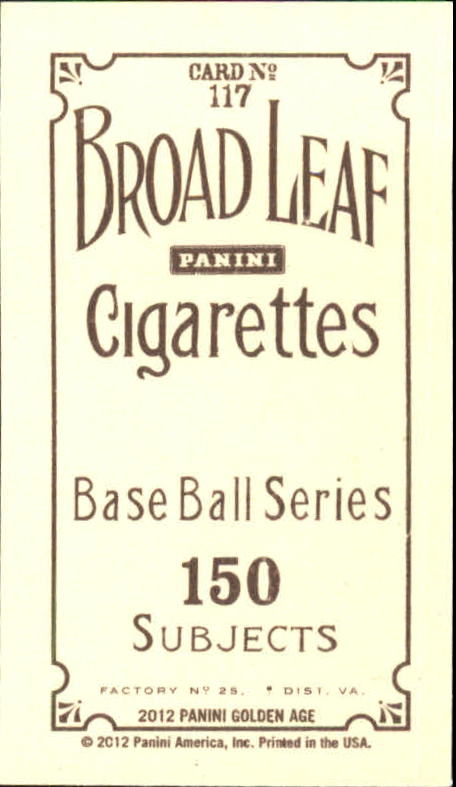 CARD Nº
117
BROAD LEAF
PANINI
Cigarettes
Base Ball Series
150
SUBJECTS
FACTORY Nº 25. DIST. VA.
2012 PANINI GOLDEN AGE
© 2012 Panini America, Inc. Printed in the USA.